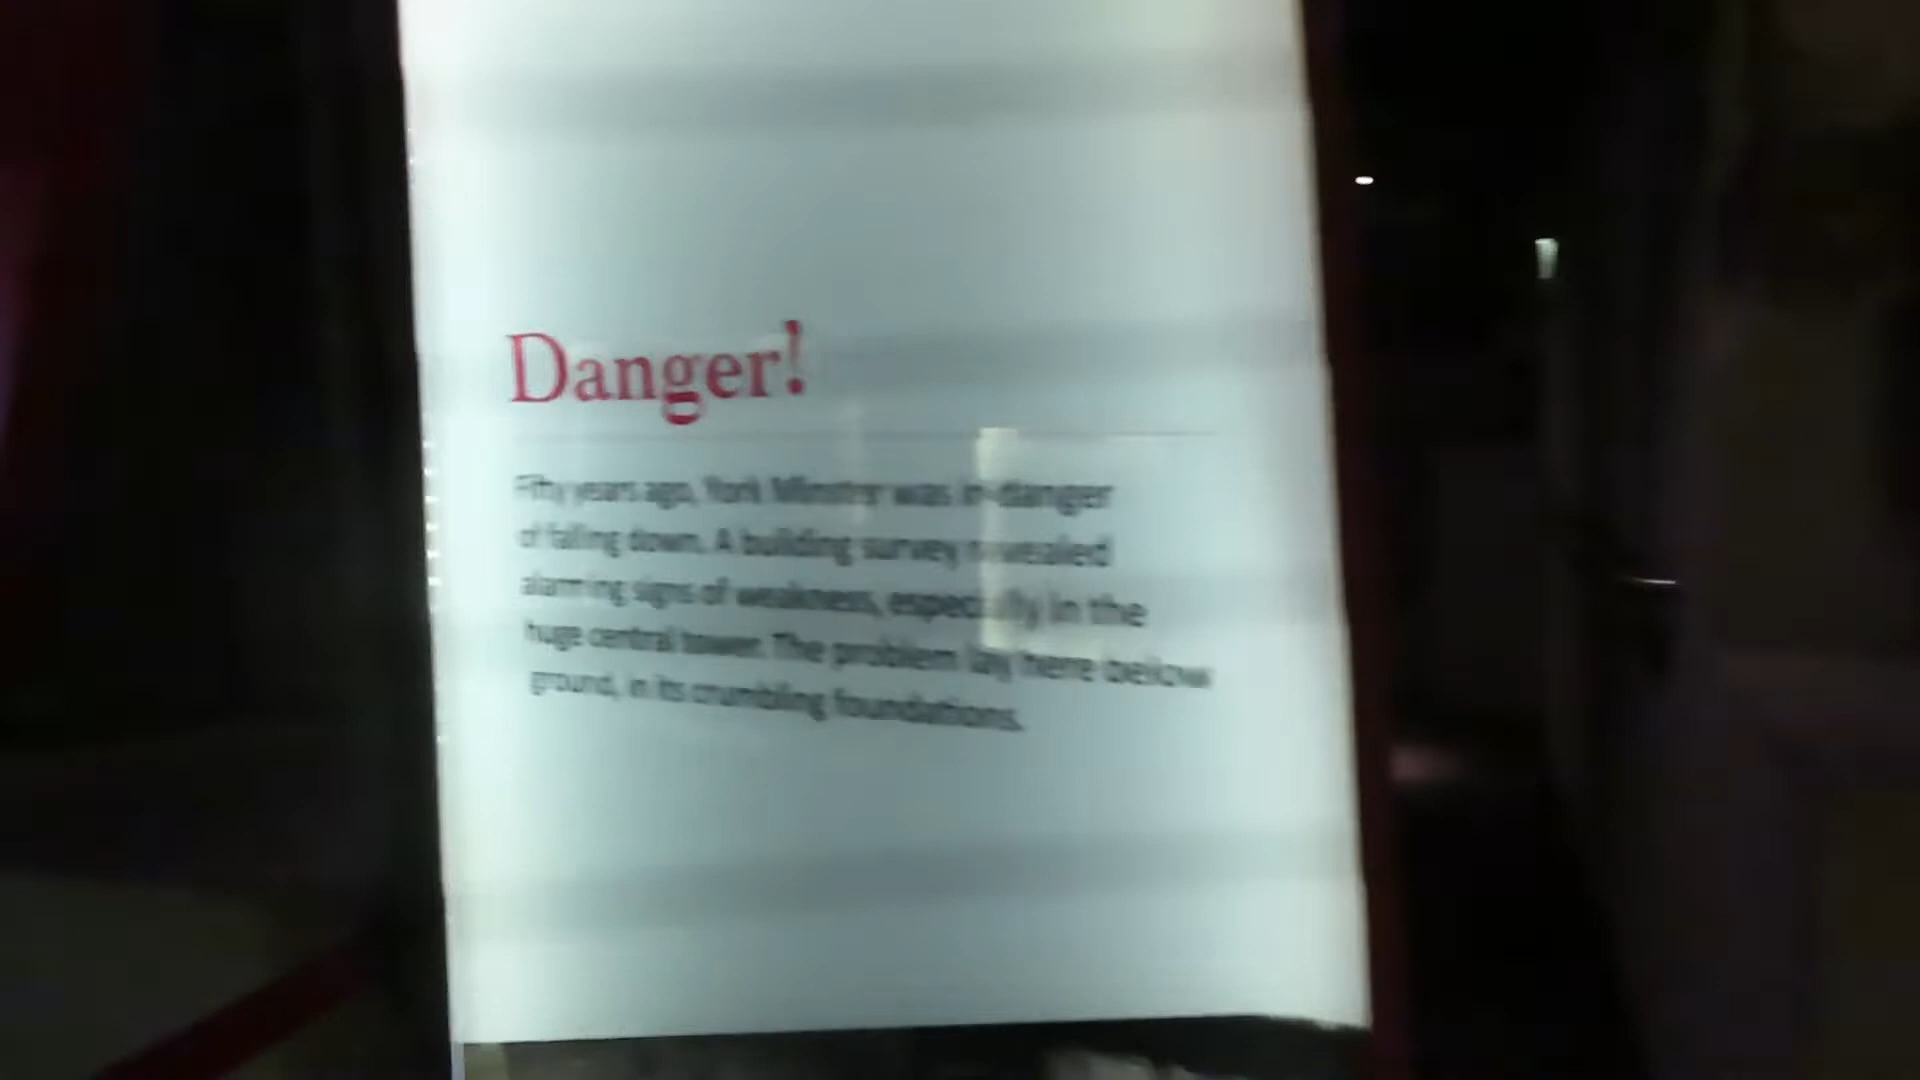 Danger!
Fifty years ago, York Minster was in danger
of falling down. A building survey revealed
alarming signs of weakness, especially in the
huge central tower. The problem lay here below
ground, in its crumbling foundations.